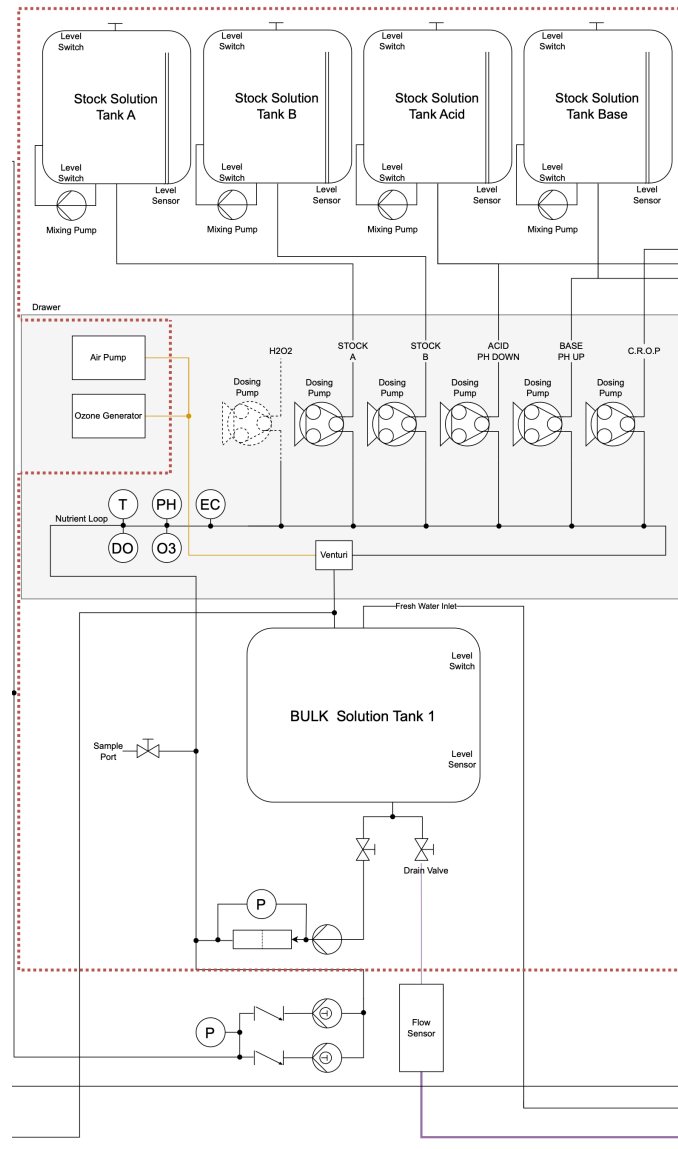 Level
Switch
Level
Switch
Level
Switch
Level
Switch
Stock Solution
Tank A
Stock Solution
Tank B
Stock Solution
Tank Acid
Stock Solution
Tank Base
Level
Switch
Level
Switch
Level
Switch
Level
Switch
Level
Sensor
Level
Sensor
Level
Sensor
Level
Sensor
Mixing Pump
Mixing Pump
Mixing Pump
Mixing Pump
Drawer
Air Pump
Ozone Generator
H2O2
STOCK
A
STOCK
B
ACID
PH DOWN
BASE
PH UP
C.R.O.P
Dosing
Pump
Dosing
Pump
Dosing
Pump
Dosing
Pump
Dosing
Pump
Dosing
Pump
T
PH
EC
Nutrient Loop
DO
O3
Venturi
Fresh Water Inlet
Level
Switch
BULK Solution Tank 1
Level
Sensor
Sample
Port
Drain Valve
P
Flow
Sensor
P